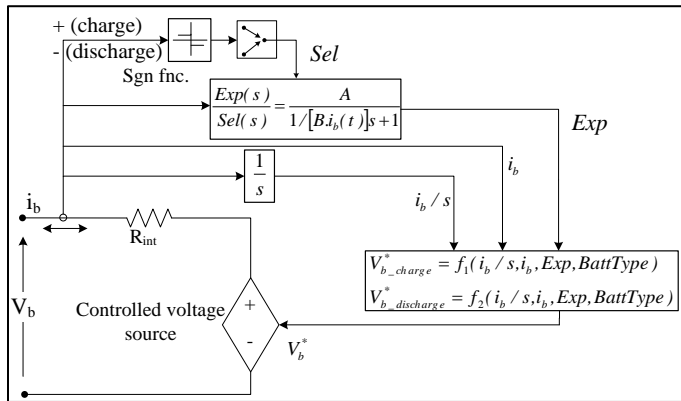 + (charge)
- (discharge)
Sgn fnc.
Sel
Exp(s)/Sel(s) = A/(1/[B.i_b(t)]s+1)
Exp
i_b
1/s
i_b/s
i_b
R_int
V*_b_charge = f_1(i_b/s,i_b,Exp,BattType)
V*_b_discharge = f_2(i_b/s,i_b,Exp,BattType)
V_b
Controlled voltage
source
+
-
V*_b